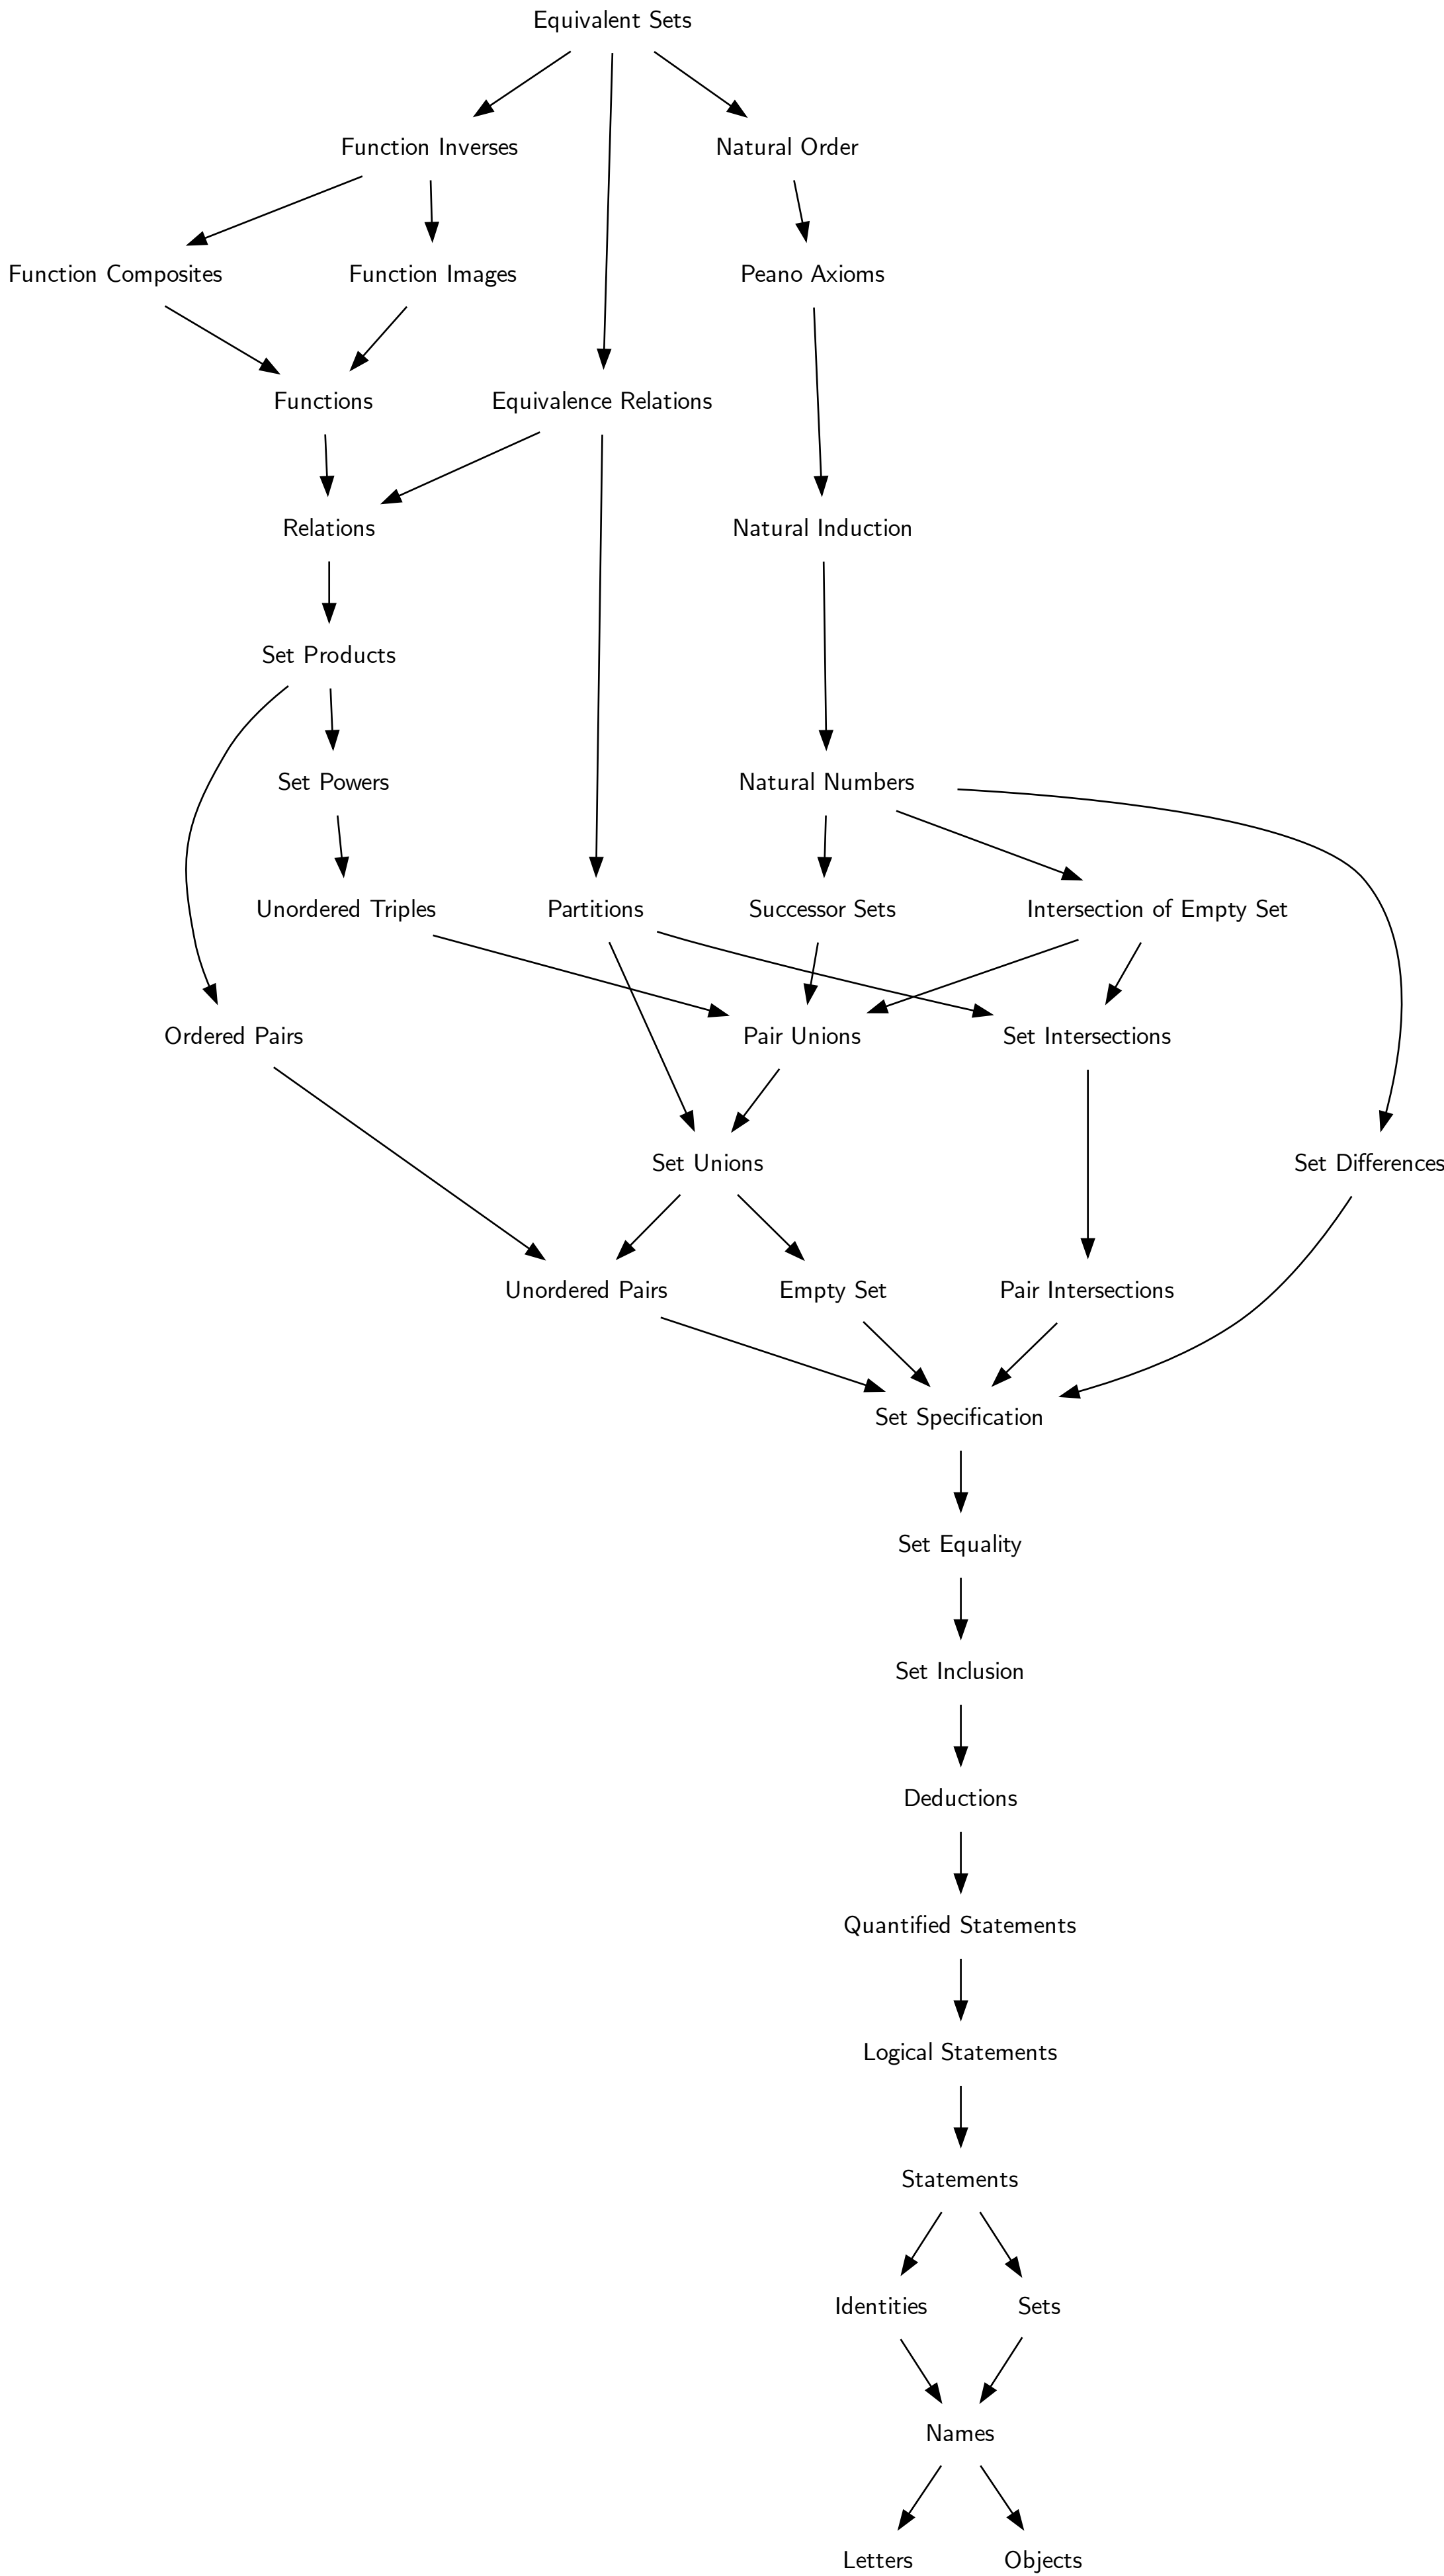 Equivalent Sets
Function Inverses
Natural Order
Function Composites
Function Images
Peano Axioms
Functions
Equivalence Relations
Relations
Natural Induction
Set Products
Set Powers
Natural Numbers
Unordered Triples
Partitions
Successor Sets
Intersection of Empty Set
Ordered Pairs
Pair Unions
Set Intersections
Set Unions
Set Differences
Unordered Pairs
Empty Set
Pair Intersections
Set Specification
Set Equality
Set Inclusion
Deductions
Quantified Statements
Logical Statements
Statements
Identities
Sets
Names
Letters
Objects